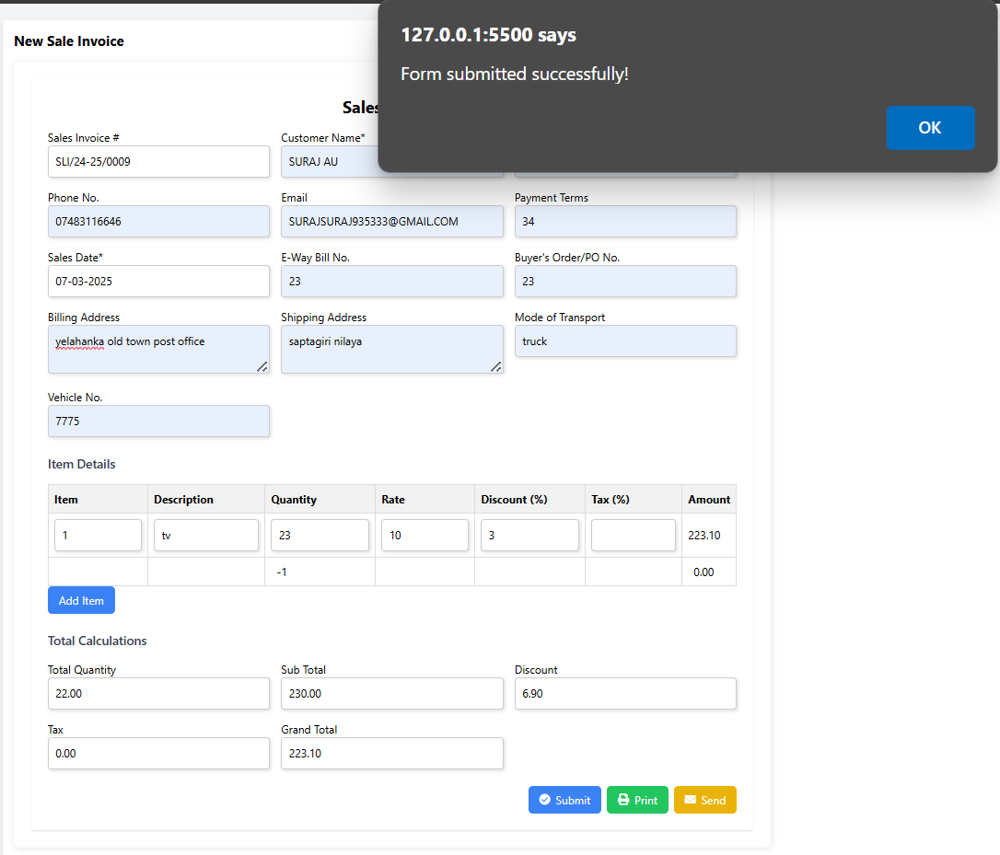 New Sale Invoice
127.0.0.1:5500 says
Form submitted successfully!
OK
Sales
Sales Invoice #
Customer Name*
SLI/24-25/0009
SURAJ AU
Phone No.
Email
Payment Terms
07483116646
SURAJSURAJ935333@GMAIL.COM
34
Sales Date*
E-Way Bill No.
Buyer's Order/PO No.
07-03-2025
23
23
Billing Address
Shipping Address
Mode of Transport
yelahanka old town post office
saptagiri nilaya
truck
Vehicle No.
7775
Item Details
Item Description Quantity Rate Discount (%) Tax (%) Amount
1 tv 23 10 3 223.10
-1 0.00
Add Item
Total Calculations
Total Quantity
Sub Total
Discount
22.00
230.00
6.90
Tax
Grand Total
0.00
223.10
Submit
Print
Send